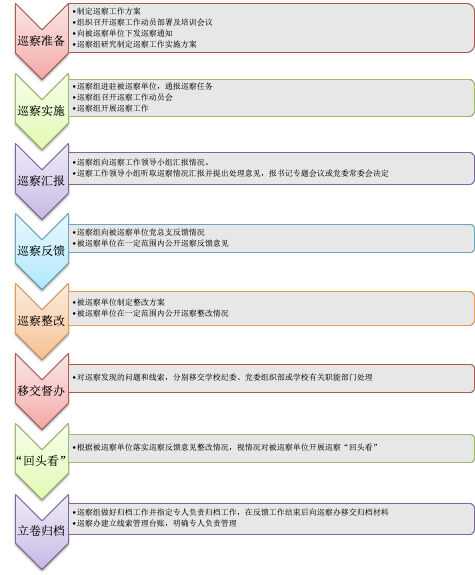 巡察准备
•制定巡察工作方案
•组织召开巡察工作动员部署及培训会议
•向被巡察单位下发巡察通知
•巡察组研究制定巡察工作实施方案
巡察实施
•巡察组进驻被巡察单位，通报巡察任务
•巡察组召开巡察工作动员会
•巡察组开展巡察工作
巡察汇报
•巡察组向巡察工作领导小组汇报情况。
•巡察工作领导小组听取巡察情况汇报并提出处理意见，报书记专题会议或党委常委会决定
巡察反馈
•巡察组向被巡察单位党总支反馈情况
•被巡察单位在一定范围内公开巡察反馈意见
巡察整改
•被巡察单位制定整改方案
•被巡察单位在一定范围内公开巡察整改情况
移交督办
•对巡察发现的问题和线索，分别移交学校纪委、党委组织部或学校有关职能部门处理
“回头看”
•根据被巡察单位落实巡察反馈意见整改情况，视情况对被巡察单位开展巡察“回头看”
立卷归档
•巡察组做好归档工作并指定专人负责归档工作，在反馈工作结束后向巡察办移交归档材料
•巡察办建立线索管理台账，明确专人负责管理